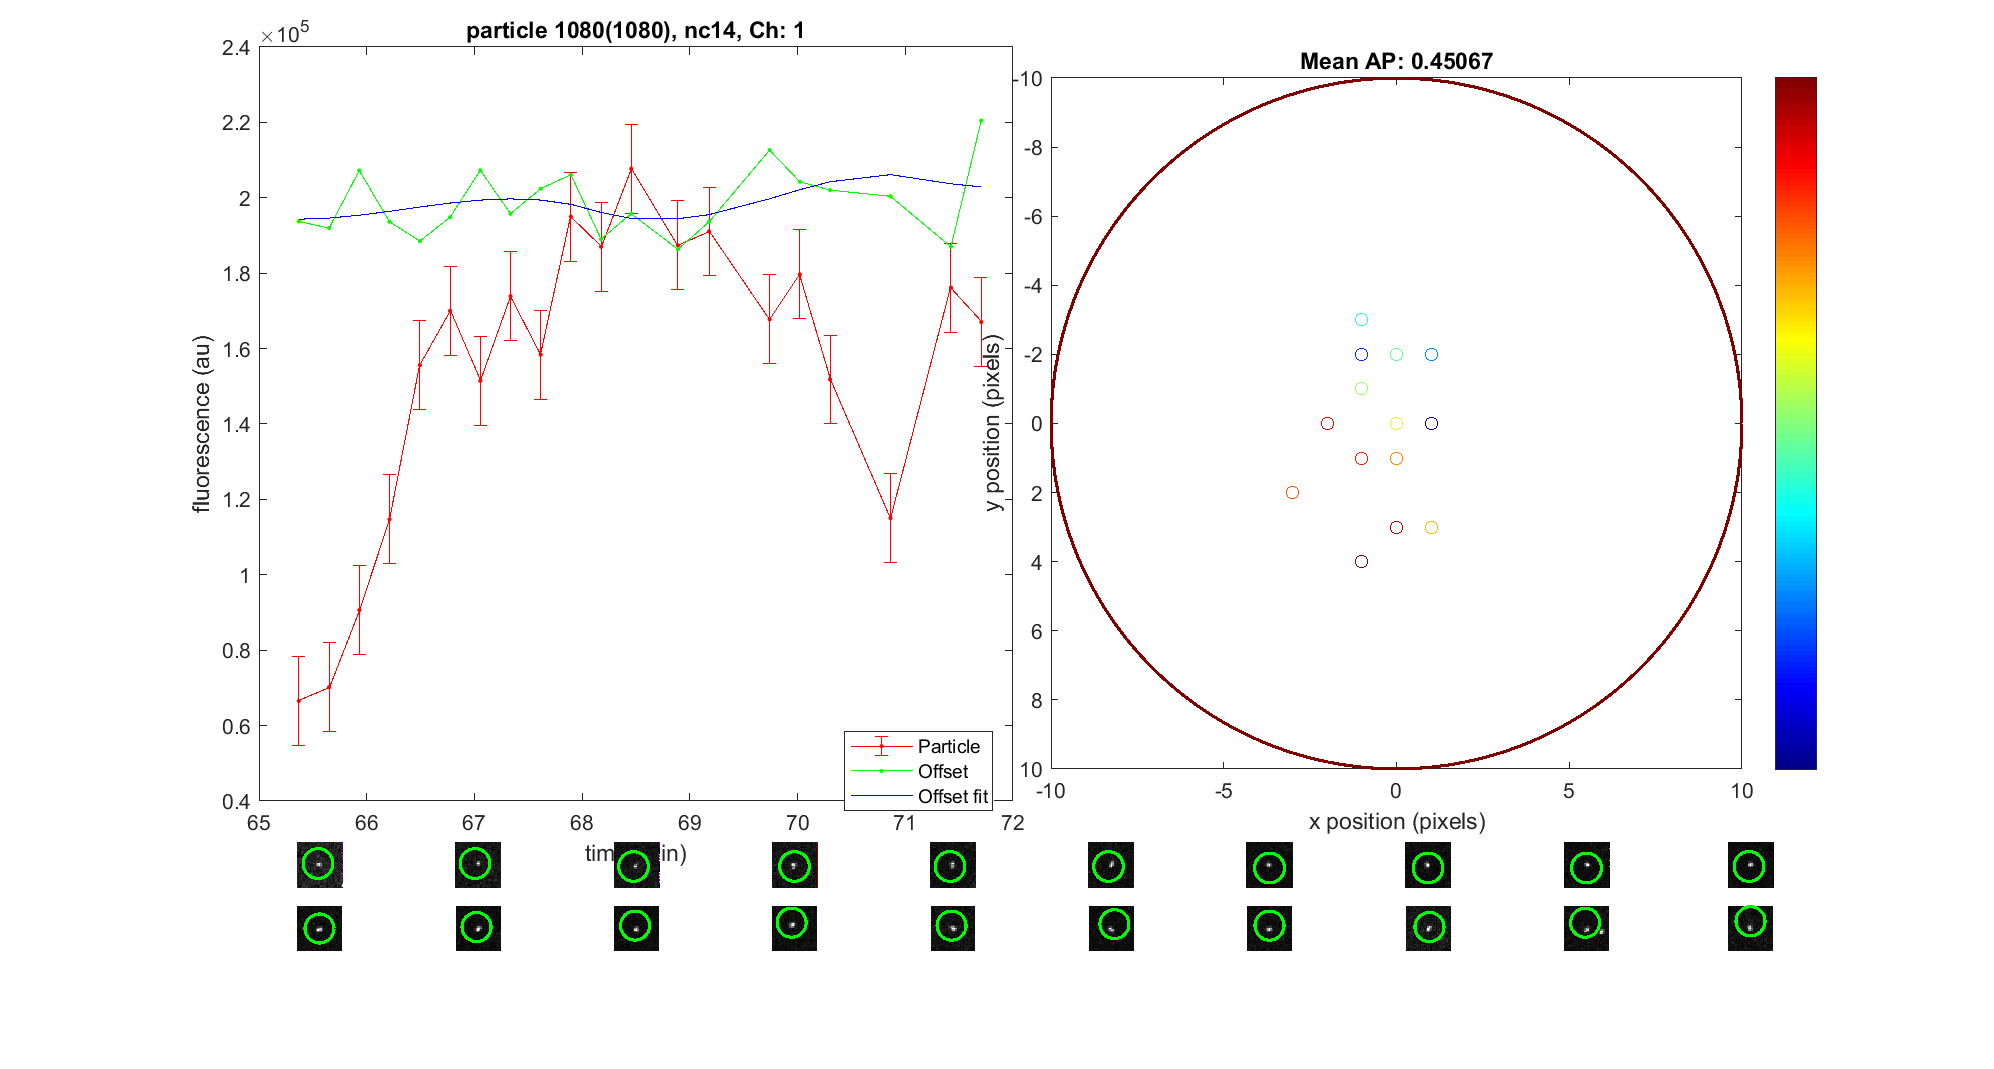 particle 1080(1080), nc14, Ch: 1
×10^5
2.4
2.2
2
1.8
1.6
1.4
1.2
1
0.8
0.6
0.4
65 66 67 68 69 70 71 72
fluorescence (au)
Particle
Offset
Offset fit
Mean AP: 0.45067
-10
-8
-6
-4
-2
0
2
4
6
8
10
-10 -5 0 5 10
y position (pixels)
x position (pixels)